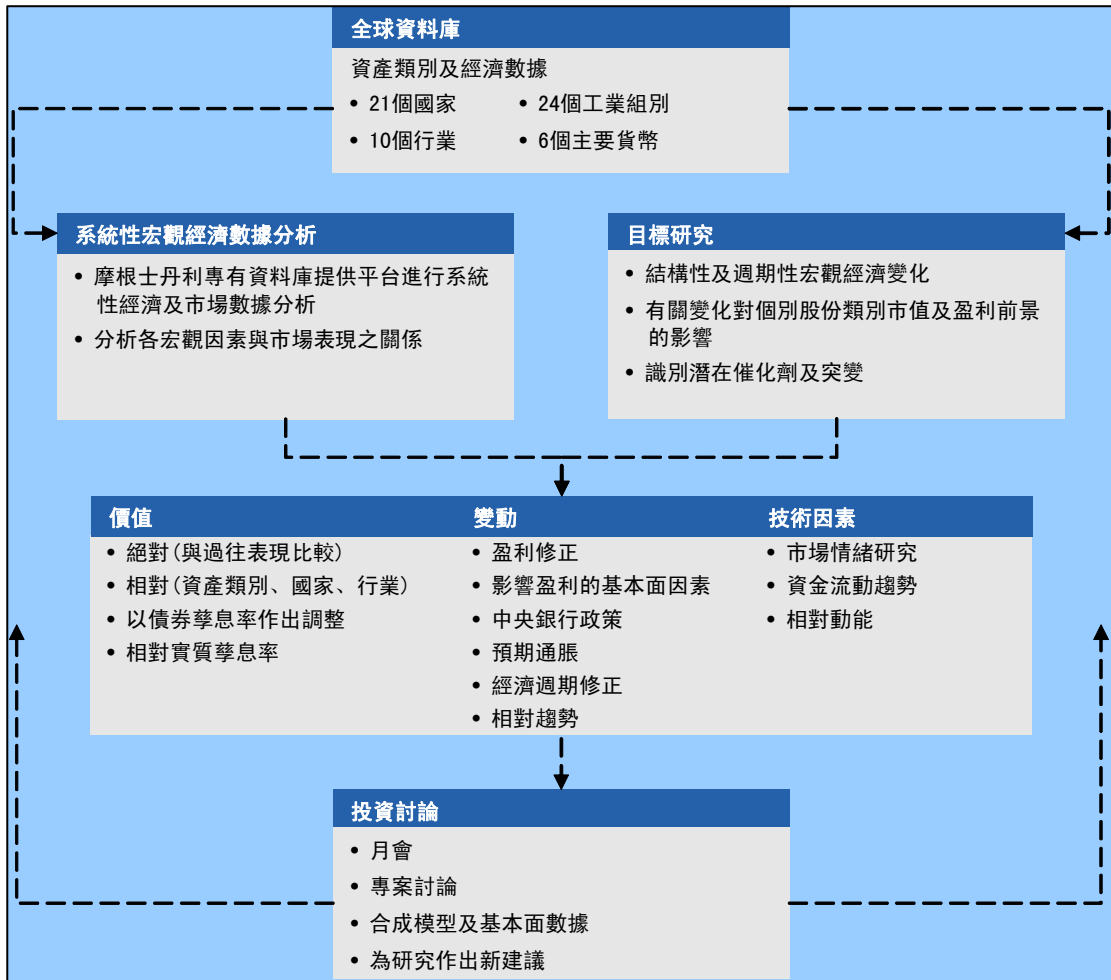 全球資料庫
資產類別及經濟數據
• 21個國家
• 24個工業組別
• 10個行業
• 6個主要貨幣
系統性宏觀經濟數據分析
• 摩根士丹利專有資料庫提供平台進行系統
性經濟及市場數據分析
• 分析各宏觀因素與市場表現之關係
目標研究
• 結構性及週期性宏觀經濟變化
• 有關變化對個別股份類別市值及盈利前景
的影響
• 識別潛在催化劑及突變
價值
• 絕對(與過往表現比較)
• 相對(資產類別、國家、行業)
• 以債券孳息率作出調整
• 相對實質孳息率
變動
• 盈利修正
• 影響盈利的基本面因素
• 中央銀行政策
• 預期通脹
• 經濟週期修正
• 相對趨勢
技術因素
• 市場情緒研究
• 資金流動趨勢
• 相對動能
投資討論
• 月會
• 專案討論
• 合成模型及基本面數據
• 為研究作出新建議